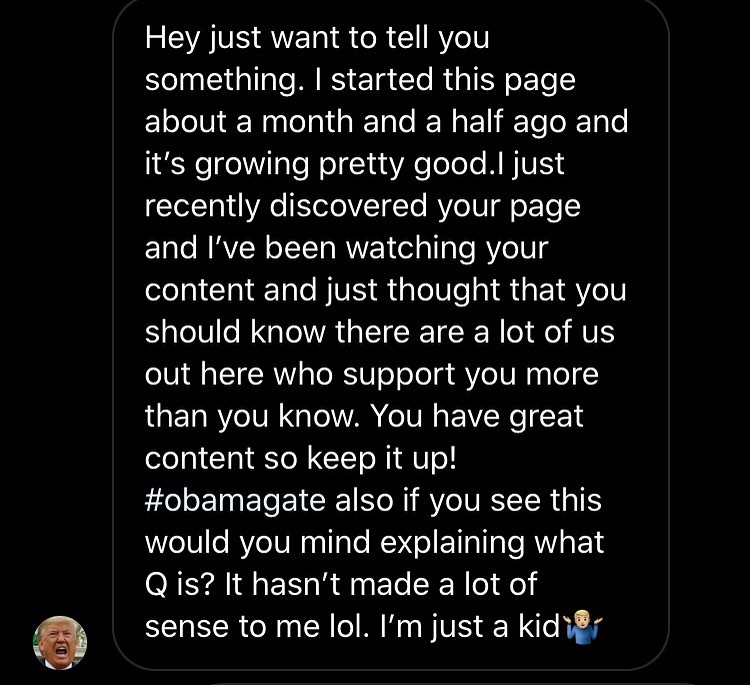 Hey just want to tell you
something. I started this page
about a month and a half ago and
it’s growing pretty good.I just
recently discovered your page
and I’ve been watching your
content and just thought that you
should know there are a lot of us
out here who support you more
than you know. You have great
content so keep it up!
#obamagate also if you see this
would you mind explaining what
Q is? It hasn’t made a lot of
sense to me lol. I’m just a kid🤷🏼‍♂️